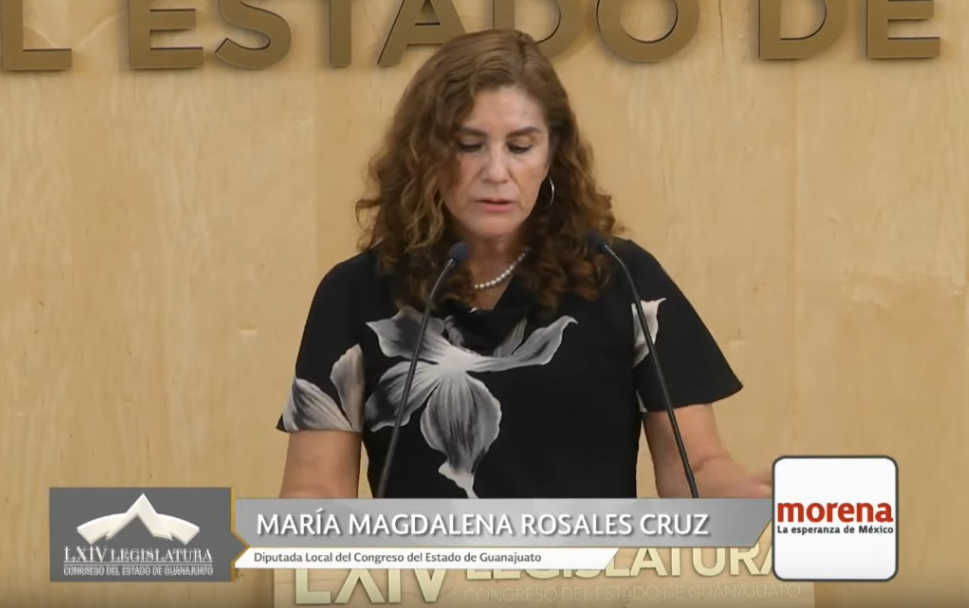 L ESTADO DE
MARÍA MAGDALENA ROSALES CRUZ
Diputada Local del Congreso del Estado de Guanajuato
LXIV LEGISLATURA
CONGRESO DEL ESTADO DE GUANAJUATO
morena
La esperanza de México
LXIV LEGISLATURA
CONGRESO DEL ESTADO DE GUANAJUATO